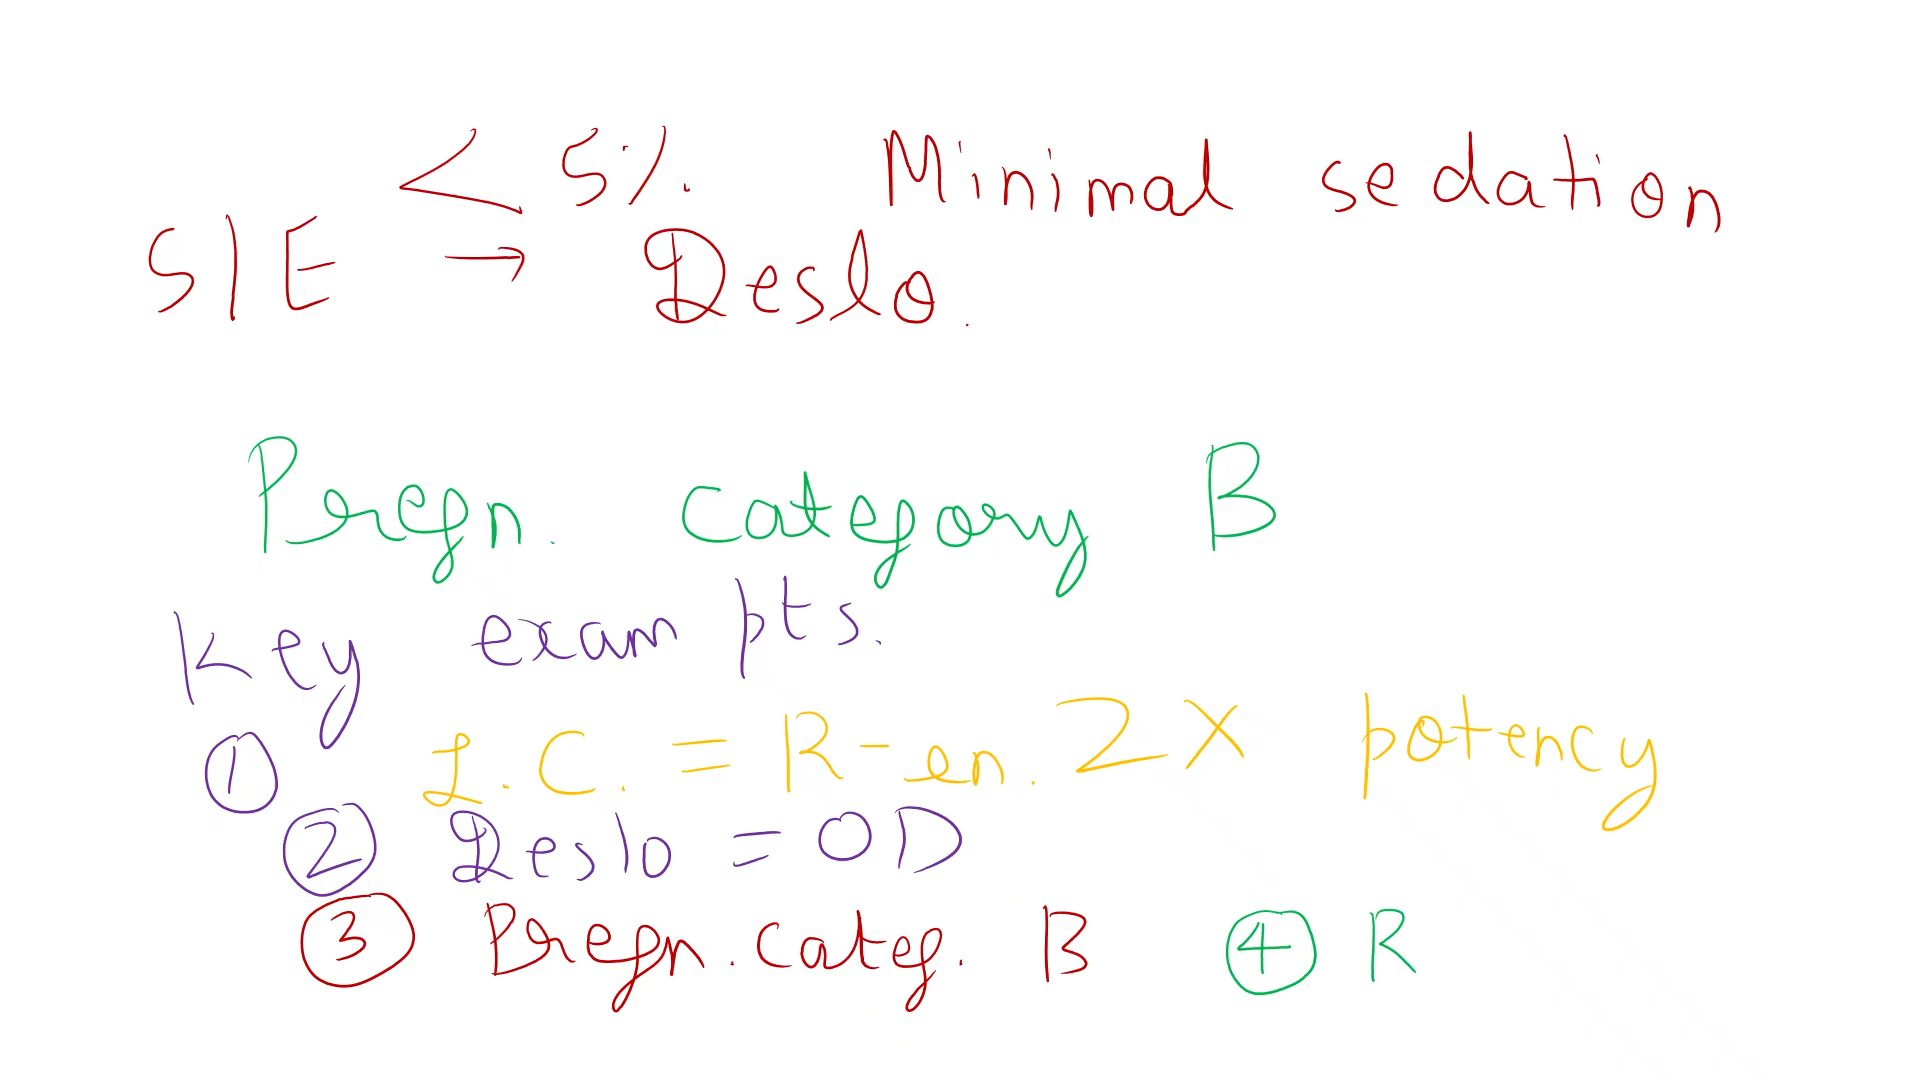 < 5% Minimal sedation
S/E → Deslo.
Pregn. category B
Key exam pts.
① L.C. = R-en. 2X potency
② Deslo = OD
③ Pregn. categ. B ④ R